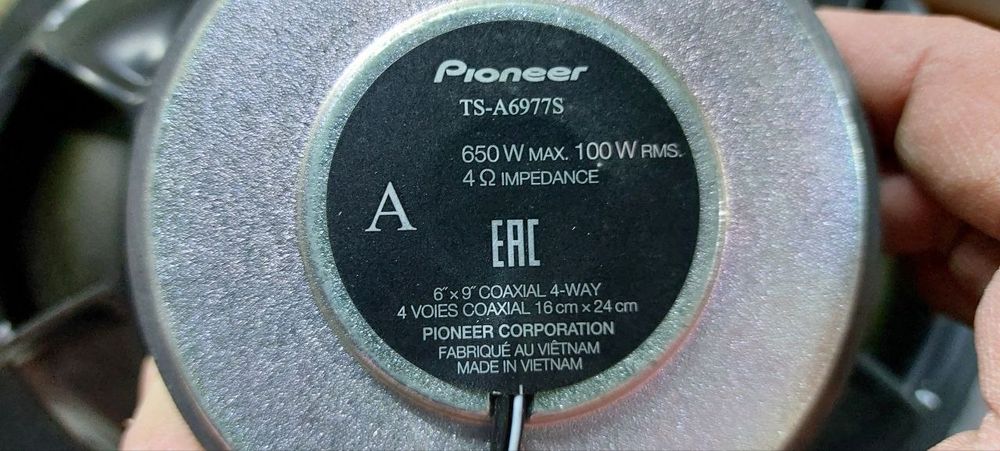 Pioneer
TS-A6977S
650 W MAX. 100 W RMS.
4 Ω IMPEDANCE
A
EAC
6˝ × 9˝ COAXIAL 4-WAY
4 VOIES COAXIAL 16 cm × 24 cm
PIONEER CORPORATION
FABRIQUÉ AU VIÊTNAM
MADE IN VIETNAM